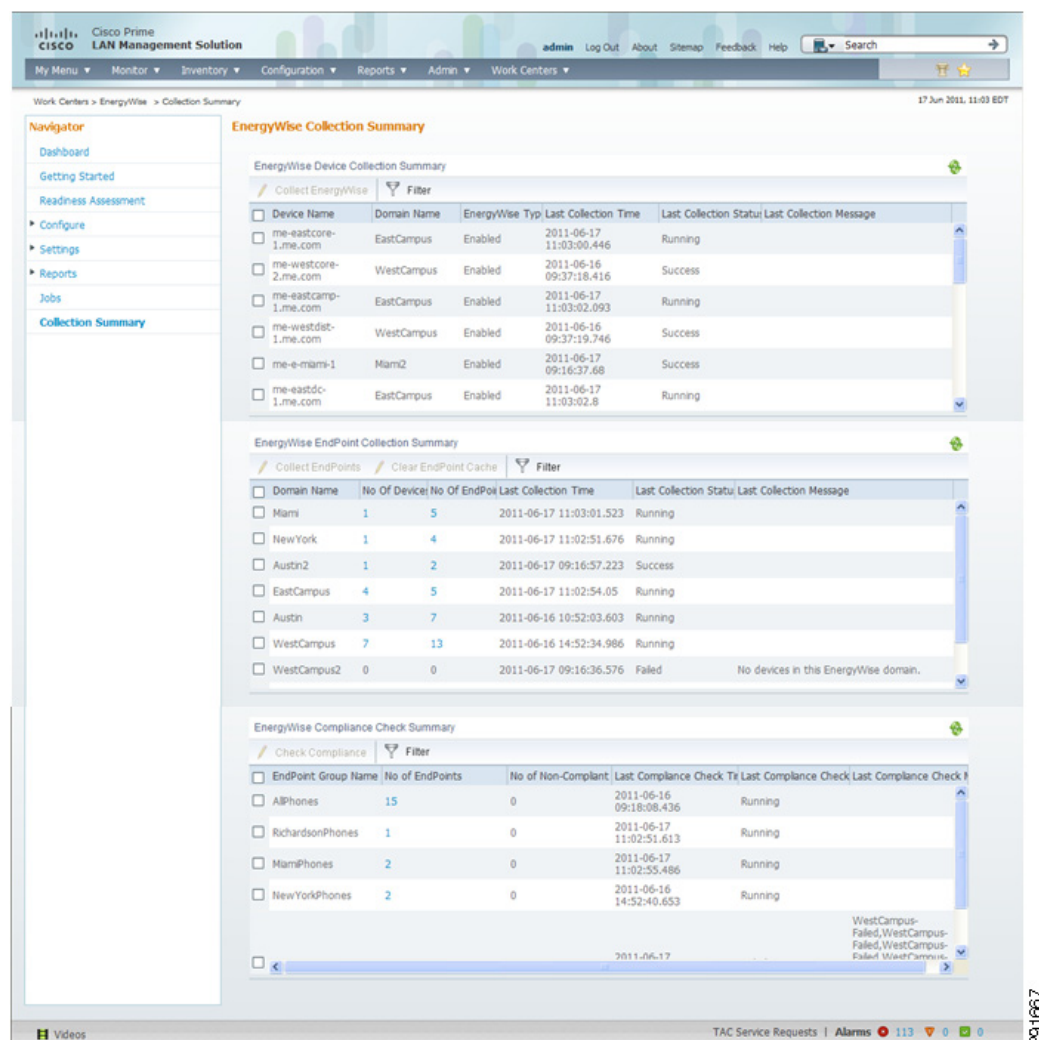 Cisco Prime
CISCO LAN Management Solution
admin Log Out About Sitemap Feedback Help Search
My Menu Monitor Inventory Configuration Reports Admin Work Centers
Work Centers > EnergyWise > Collection Summary 17 Jun 2011, 11:03 EDT
Navigator
Dashboard
Getting Started
Readiness Assessment
Configure
Settings
Reports
Jobs
Collection Summary
EnergyWise Collection Summary
EnergyWise Device Collection Summary
Collect EnergyWise Filter
Device Name Domain Name EnergyWise Typ Last Collection Time Last Collection Statu Last Collection Message
me-eastcore-1.me.com EastCampus Enabled 2011-06-17 11:03:00.446 Running
me-westcore-2.me.com WestCampus Enabled 2011-06-16 09:37:18.416 Success
me-eastcamp-1.me.com EastCampus Enabled 2011-06-17 11:03:02.093 Running
me-westdist-1.me.com WestCampus Enabled 2011-06-16 09:37:19.746 Success
me-e-miami-1 Miami2 Enabled 2011-06-17 09:16:37.68 Success
me-eastdc-1.me.com EastCampus Enabled 2011-06-17 11:03:02.8 Running
EnergyWise EndPoint Collection Summary
Collect EndPoints Clear EndPoint Cache Filter
Domain Name No Of Device No Of EndPoi Last Collection Time Last Collection Statu Last Collection Message
Miami 1 5 2011-06-17 11:03:01.523 Running
NewYork 1 4 2011-06-17 11:02:51.676 Running
Austin2 1 2 2011-06-17 09:16:57.223 Success
EastCampus 4 5 2011-06-17 11:02:54.05 Running
Austin 3 7 2011-06-16 10:52:03.603 Running
WestCampus 7 13 2011-06-16 14:52:34.986 Running
WestCampus2 0 0 2011-06-17 09:16:36.576 Failed No devices in this EnergyWise domain.
EnergyWise Compliance Check Summary
Check Compliance Filter
EndPoint Group Name No of EndPoints No of Non-Compliant Last Compliance Check Ti Last Compliance Check Last Compliance Check M
AllPhones 15 0 2011-06-16 09:18:08.436 Running
RichardsonPhones 1 0 2011-06-17 11:02:51.613 Running
MiamiPhones 2 0 2011-06-17 11:02:55.486 Running
NewYorkPhones 2 0 2011-06-16 14:52:40.653 Running
WestCampus-
Failed,WestCampus-
Failed,WestCampus-
2011-06-17 Failed,WestCampus-
Videos TAC Service Requests | Alarms 113 0 0
291667